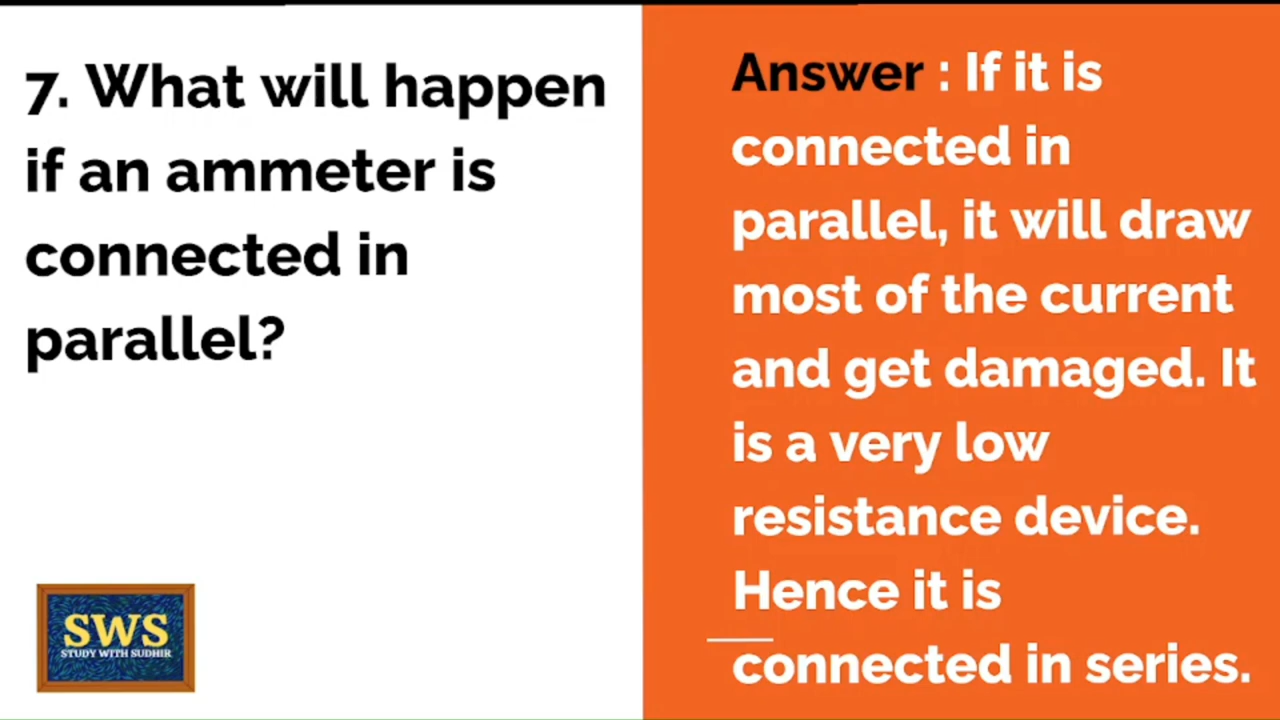 7. What will happen
if an ammeter is
connected in
parallel?
SWS
STUDY WITH SUDHIR
Answer : If it is
connected in
parallel, it will draw
most of the current
and get damaged. It
is a very low
resistance device.
Hence it is
connected in series.